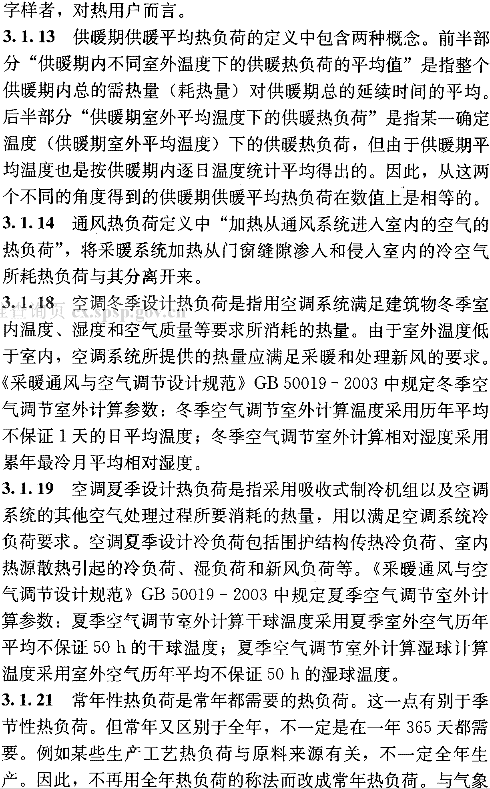 字样者，对热用户而言。
3.1.13　供暖期供暖平均热负荷的定义中包含两种概念。前半部
分“供暖期内不同室外温度下的供暖热负荷的平均值”是指整个
供暖期内总的需热量（耗热量）对供暖期总的延续时间的平均。
后半部分“供暖期室外平均温度下的供暖热负荷”是指某一确定
温度（供暖期室外平均温度）下的供暖热负荷，但由于供暖期平
均温度也是按供暖期内逐日温度统计平均得出的。因此，从这两
个不同的角度得到的供暖期供暖平均热负荷在数值上是相等的。
3.1.14　通风热负荷定义中“加热从通风系统进入室内的空气的
热负荷”，将采暖系统加热从门窗缝隙渗入和侵入室内的冷空气
所耗热负荷与其分离开来。
3.1.18　空调冬季设计热负荷是指用空调系统满足建筑物冬季室
内温度、湿度和空气质量等要求所消耗的热量。由于室外温度低
于室内，空调系统所提供的热量应满足采暖和处理新风的要求。
《采暖通风与空气调节设计规范》GB 50019－2003 中规定冬季空
气调节室外计算参数：冬季空气调节室外计算温度采用历年平均
不保证 1 天的日平均温度；冬季空气调节室外计算相对湿度采用
累年最冷月平均相对湿度。
3.1.19　空调夏季设计热负荷是指采用吸收式制冷机组以及空调
系统的其他空气处理过程所要消耗的热量，用以满足空调系统冷
负荷要求。空调夏季设计冷负荷包括围护结构传热冷负荷、室内
热源散热引起的冷负荷、湿负荷和新风负荷等。《采暖通风与空
气调节设计规范》GB 50019－2003 中规定夏季空气调节室外计
算参数：夏季空气调节室外计算干球温度采用夏季室外空气历年
平均不保证 50 h 的干球温度；夏季空气调节室外计算湿球计算
温度采用室外空气历年平均不保证 50 h 的湿球温度。
3.1.21　常年性热负荷是常年都需要的热负荷。这一点有别于季
节性热负荷。但常年又区别于全年，不一定是在一年 365 天都需
要。例如某些生产工艺热负荷与原料来源有关，不一定全年生
产。因此，不再用全年热负荷的称法而改成常年热负荷。与气象